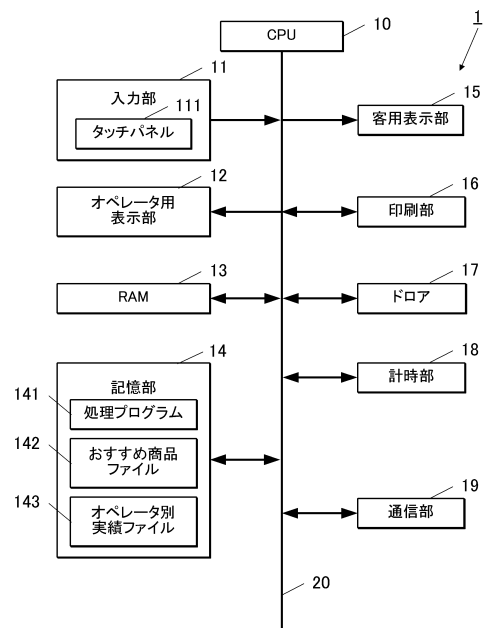 CPU
10
1
11
入力部
111
タッチパネル
15
客用表示部
12
オペレータ用
表示部
16
印刷部
13
RAM
17
ドロア
14
記憶部
141
処理プログラム
142
おすすめ商品
ファイル
143
オペレータ別
実績ファイル
18
計時部
19
通信部
20